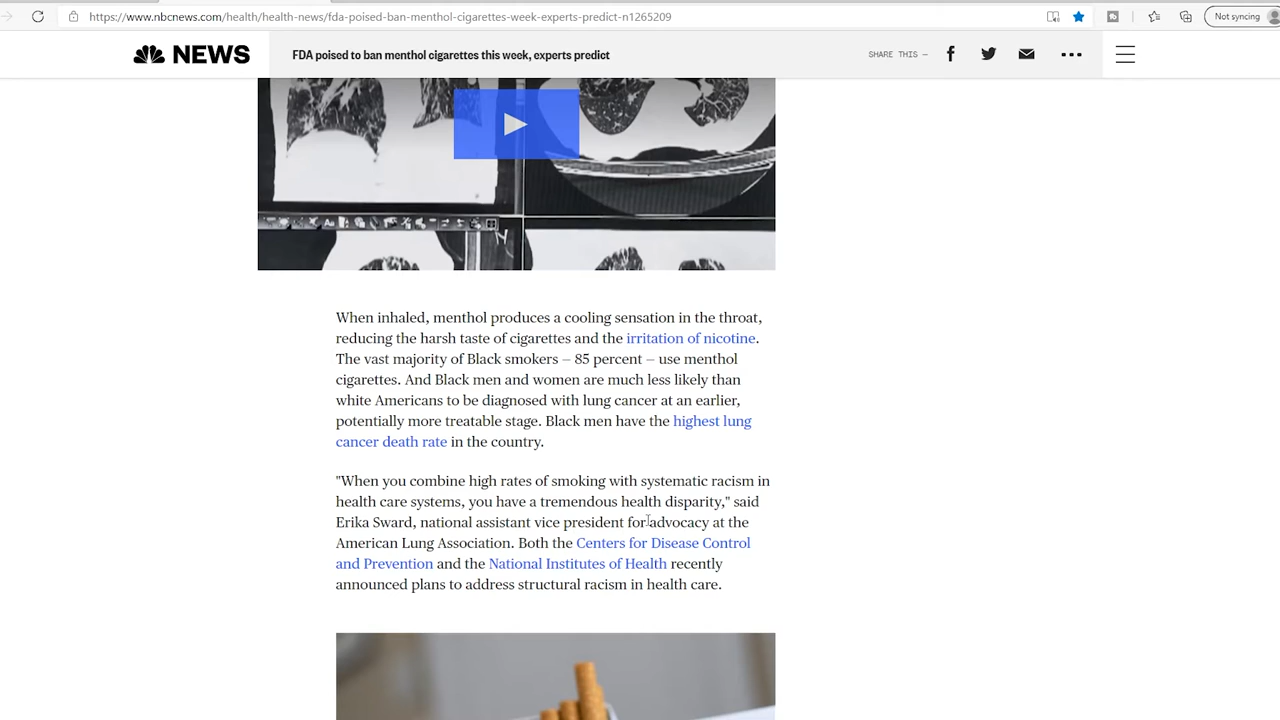 https://www.nbcnews.com/health/health-news/fda-poised-ban-menthol-cigarettes-week-experts-predict-n1265209
Not syncing
NEWS
FDA poised to ban menthol cigarettes this week, experts predict
SHARE THIS —
When inhaled, menthol produces a cooling sensation in the throat,
reducing the harsh taste of cigarettes and the irritation of nicotine.
The vast majority of Black smokers — 85 percent — use menthol
cigarettes. And Black men and women are much less likely than
white Americans to be diagnosed with lung cancer at an earlier,
potentially more treatable stage. Black men have the highest lung
cancer death rate in the country.
"When you combine high rates of smoking with systematic racism in
health care systems, you have a tremendous health disparity," said
Erika Sward, national assistant vice president for advocacy at the
American Lung Association. Both the Centers for Disease Control
and Prevention and the National Institutes of Health recently
announced plans to address structural racism in health care.